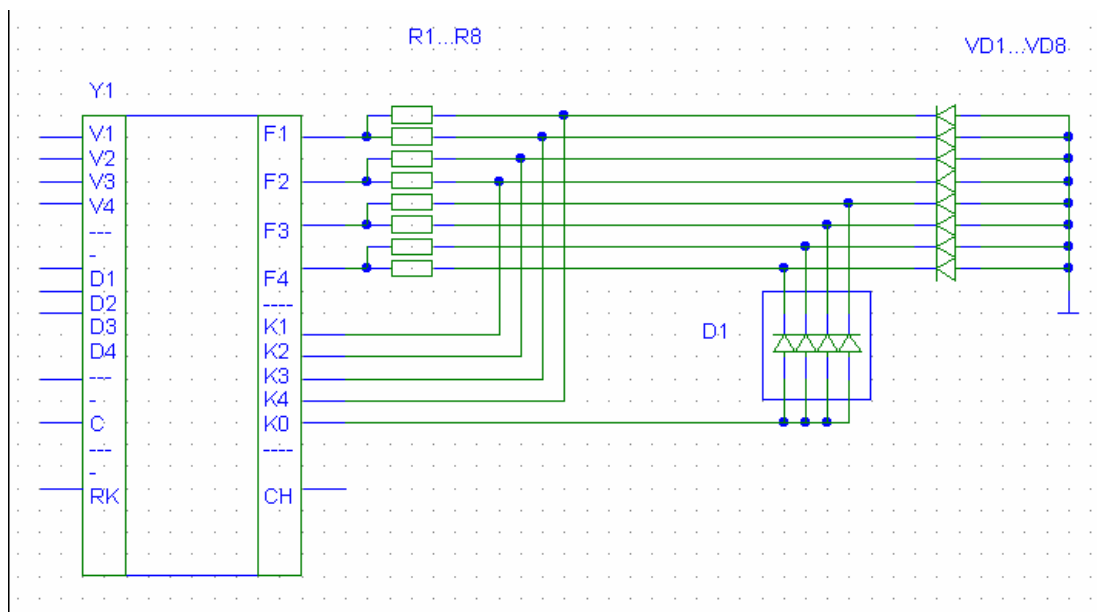 R1...R8
VD1...VD8
Y1
V1
V2
V3
V4
---
-
D1
D2
D3
D4
---
-
C
---
-
RK
F1
F2
F3
F4
----
K1
K2
K3
K4
K0
----
CH
D1